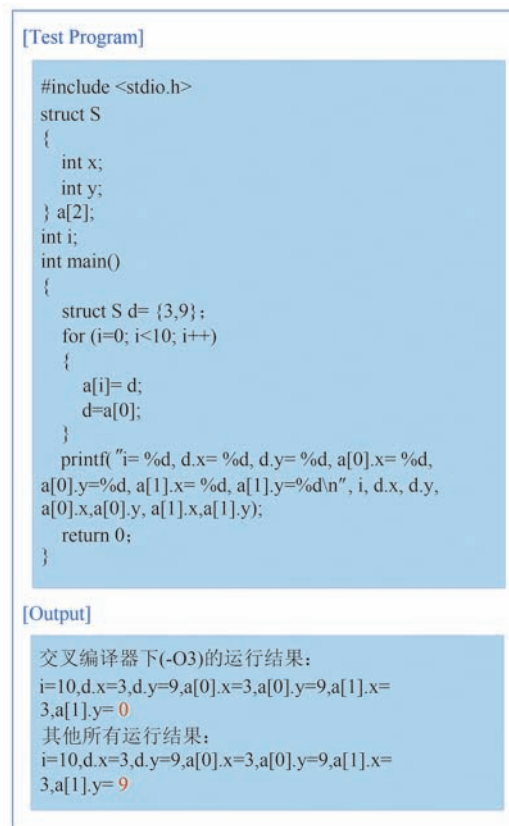 [Test Program]
#include <stdio.h>
struct S
{
int x;
int y;
} a[2];
int i;
int main()
{
struct S d= {3,9};
for (i=0; i<10; i++)
{
a[i]= d;
d=a[0];
}
printf( "i= %d, d.x= %d, d.y= %d, a[0].x= %d,
a[0].y=%d, a[1].x= %d, a[1].y=%d\n", i, d.x, d.y,
a[0].x,a[0].y, a[1].x,a[1].y);
return 0;
}
[Output]
交叉编译器下(-O3)的运行结果：
i=10,d.x=3,d.y=9,a[0].x=3,a[0].y=9,a[1].x=
3,a[1].y= 0
其他所有运行结果：
i=10,d.x=3,d.y=9,a[0].x=3,a[0].y=9,a[1].x=
3,a[1].y= 9